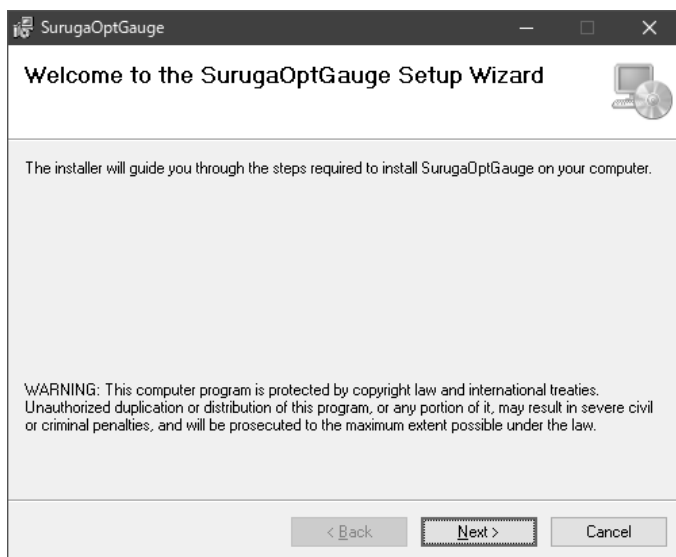 SurugaOptGauge
Welcome to the SurugaOptGauge Setup Wizard
The installer will guide you through the steps required to install SurugaOptGauge on your computer.
WARNING: This computer program is protected by copyright law and international treaties.
Unauthorized duplication or distribution of this program, or any portion of it, may result in severe civil
or criminal penalties, and will be prosecuted to the maximum extent possible under the law.
< Back
Next >
Cancel